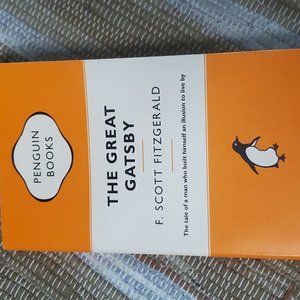 PENGUIN
BOOKS
THE GREAT
GATSBY
F. SCOTT FITZGERALD
The tale of a man who built himself an illusion to live by